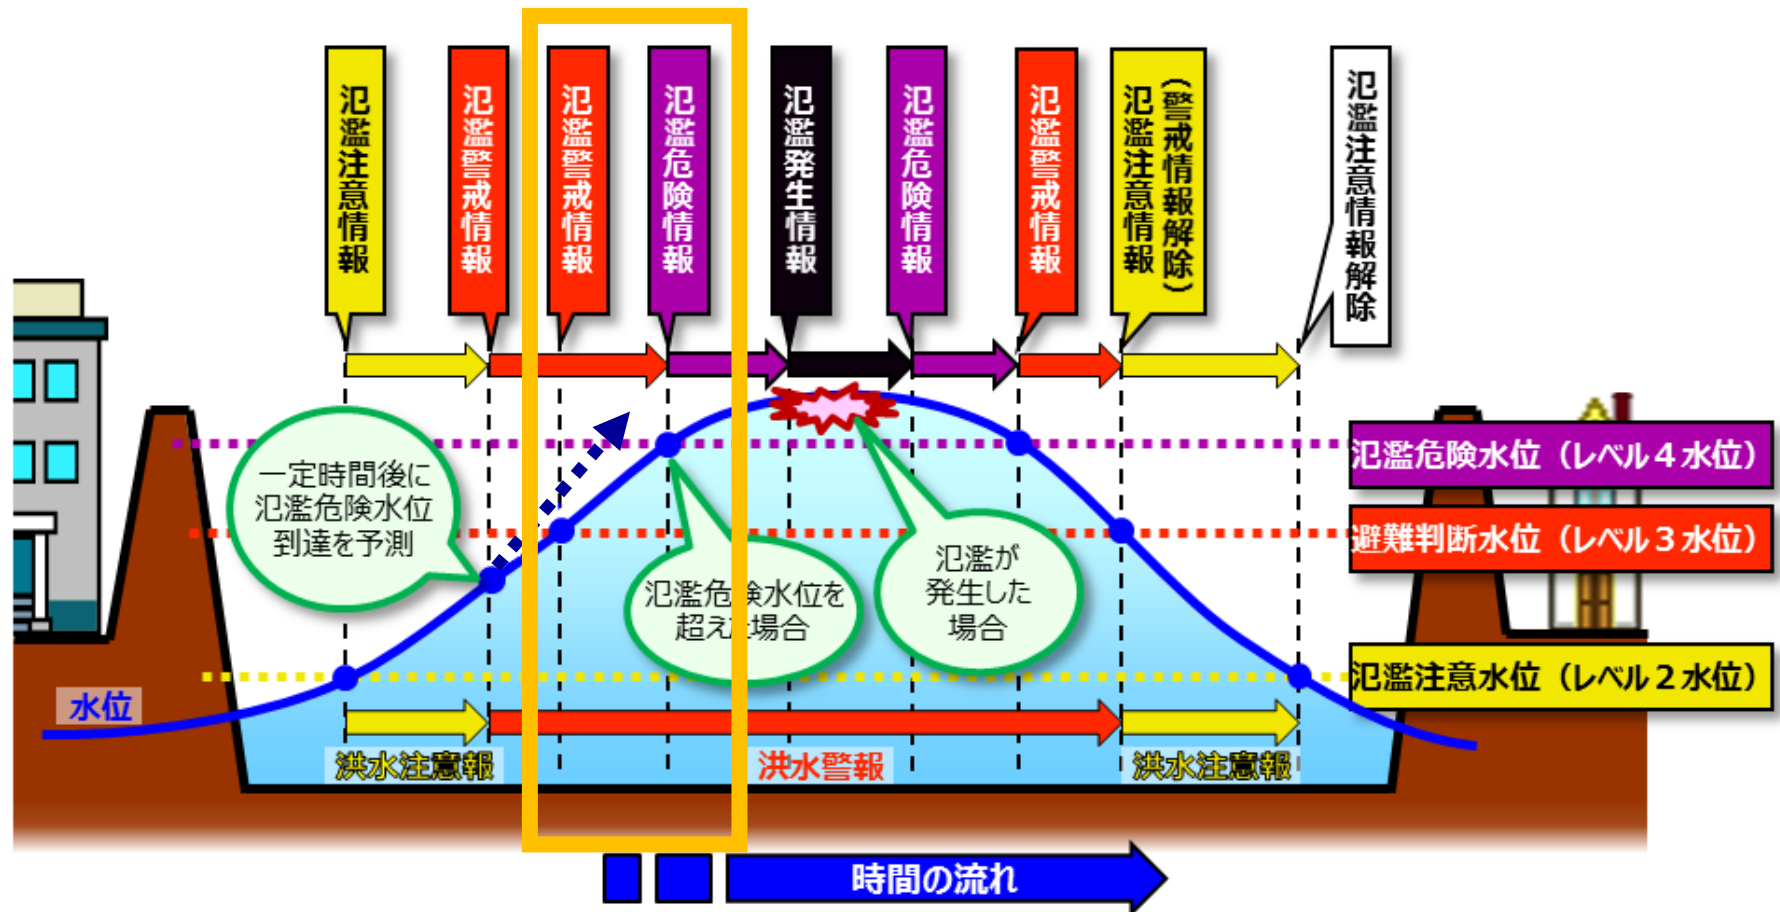 氾濫注意情報
氾濫警戒情報
氾濫警戒情報
氾濫危険情報
氾濫発生情報
氾濫危険情報
氾濫警戒情報
(警戒情報解除)
氾濫注意情報
氾濫注意情報解除
一定時間後に
氾濫危険水位
到達を予測
氾濫危険水位を
超えた場合
氾濫が
発生した
場合
氾濫危険水位（レベル４水位）
避難判断水位（レベル３水位）
氾濫注意水位（レベル２水位）
水位
洪水注意報
洪水警報
洪水注意報
時間の流れ